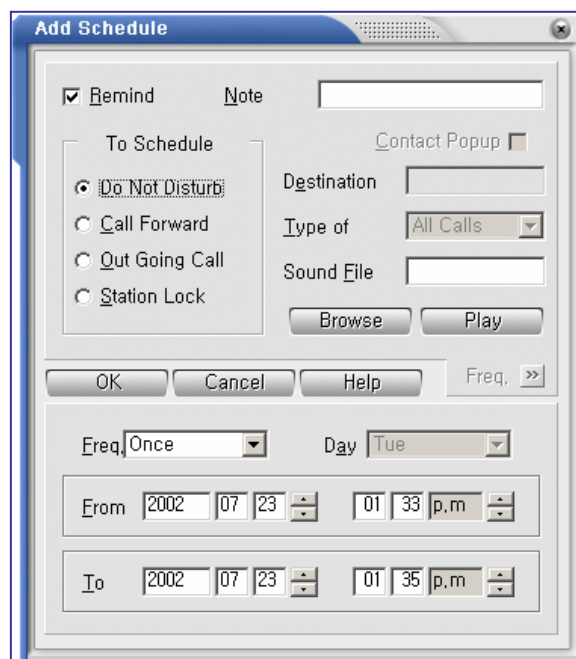 Add Schedule
Remind Note
To Schedule
Contact Popup
Do Not Disturb
Destination
Call Forward
Type of All Calls
Out Going Call
Sound File
Station Lock
Browse Play
OK Cancel Help Freq. >>
Freq. Once Day Tue
From 2002 07 23 01 33 p.m
To 2002 07 23 01 35 p.m